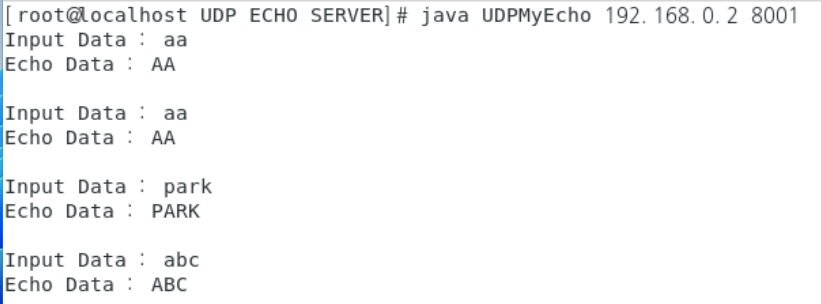 [root@localhost UDP ECHO SERVER]# java UDPMyEcho 192.168.0.2 8001
Input Data : aa
Echo Data : AA
Input Data : aa
Echo Data : AA
Input Data : park
Echo Data : PARK
Input Data : abc
Echo Data : ABC